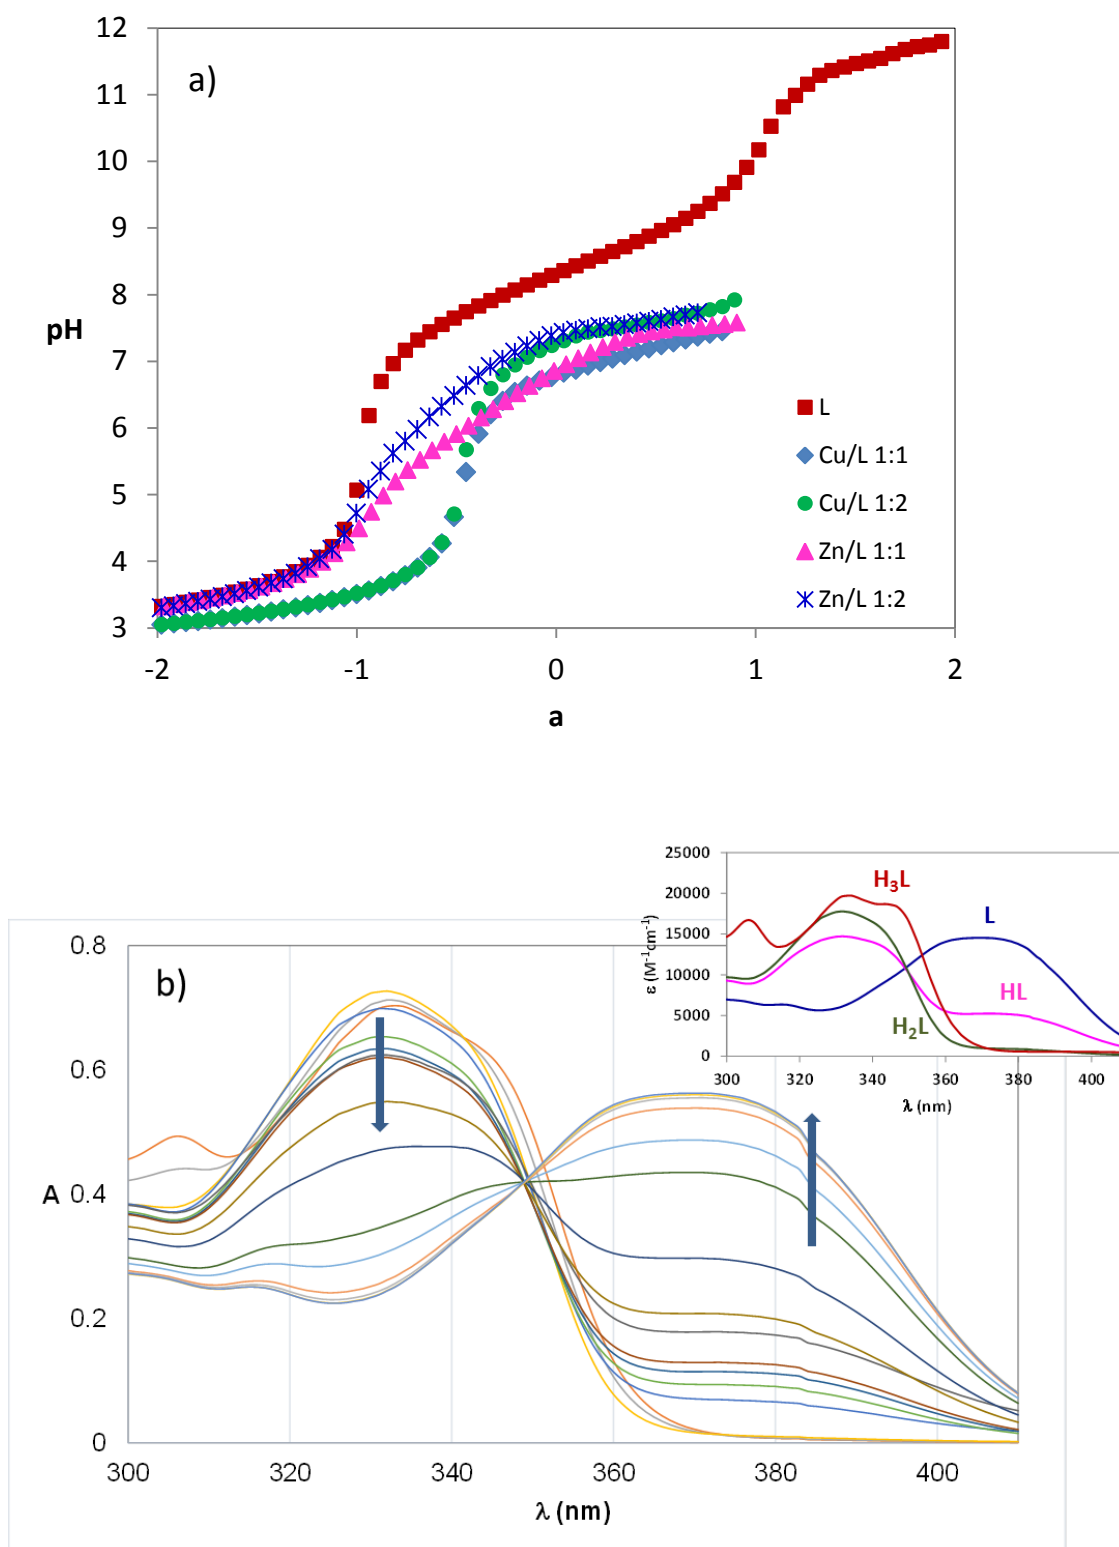 12
a)
11
10
9
8
pH
7
6
5
4
3
L
Cu/L 1:1
Cu/L 1:2
Zn/L 1:1
Zn/L 1:2
-2 -1 0 1 2
a
25000
20000
15000
10000
5000
0
ε (M-1cm-1)
H3L
L
HL
H2L
300 320 340 360 380 400
λ (nm)
0.8
b)
0.6
A
0.4
0.2
0
300 320 340 360 380 400
λ (nm)